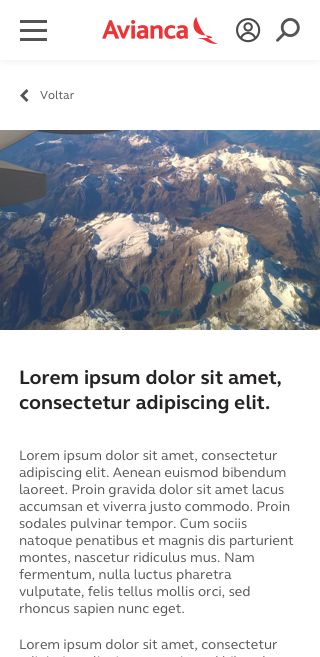 Avianca
Voltar
Lorem ipsum dolor sit amet,
consectetur adipiscing elit.
Lorem ipsum dolor sit amet, consectetur
adipiscing elit. Aenean euismod bibendum
laoreet. Proin gravida dolor sit amet lacus
accumsan et viverra justo commodo. Proin
sodales pulvinar tempor. Cum sociis
natoque penatibus et magnis dis parturient
montes, nascetur ridiculus mus. Nam
fermentum, nulla luctus pharetra
vulputate, felis tellus mollis orci, sed
rhoncus sapien nunc eget.
Lorem ipsum dolor sit amet, consectetur